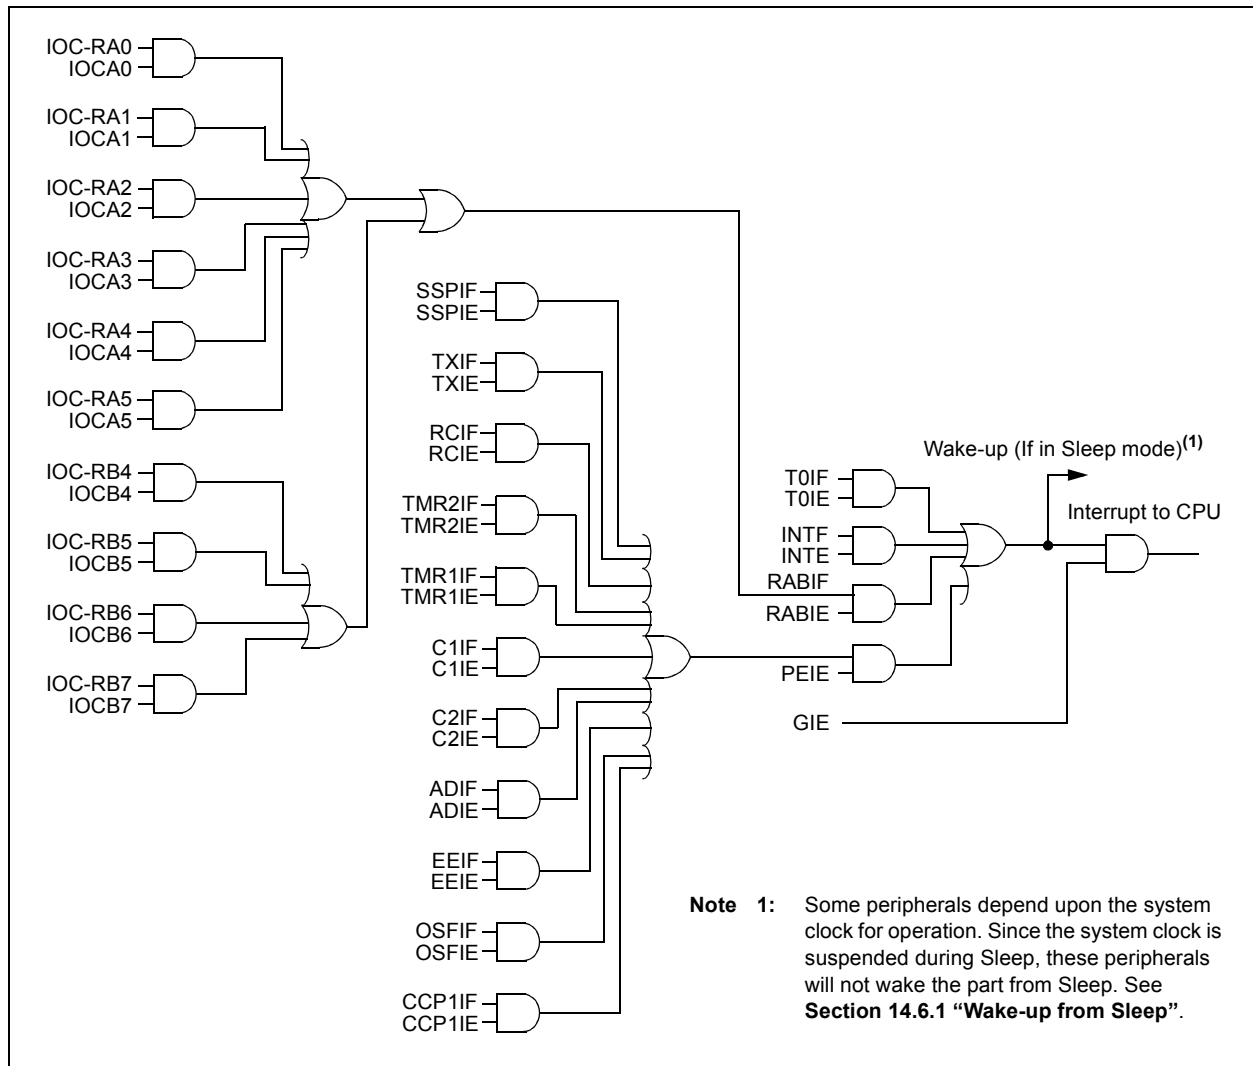 IOC-RA0
IOCA0
IOC-RA1
IOCA1
IOC-RA2
IOCA2
IOC-RA3
IOCA3
IOC-RA4
IOCA4
IOC-RA5
IOCA5
IOC-RB4
IOCB4
IOC-RB5
IOCB5
IOC-RB6
IOCB6
IOC-RB7
IOCB7
SSPIF
SSPIE
TXIF
TXIE
RCIF
RCIE
TMR2IF
TMR2IE
TMR1IF
TMR1IE
C1IF
C1IE
C2IF
C2IE
ADIF
ADIE
EEIF
EEIE
OSFIF
OSFIE
CCP1IF
CCP1IE
Wake-up (If in Sleep mode)(1)
T0IF
T0IE
Interrupt to CPU
INTF
INTE
RABIF
RABIE
PEIE
GIE
Note 1: Some peripherals depend upon the system
clock for operation. Since the system clock is
suspended during Sleep, these peripherals
will not wake the part from Sleep. See
Section 14.6.1 “Wake-up from Sleep”.